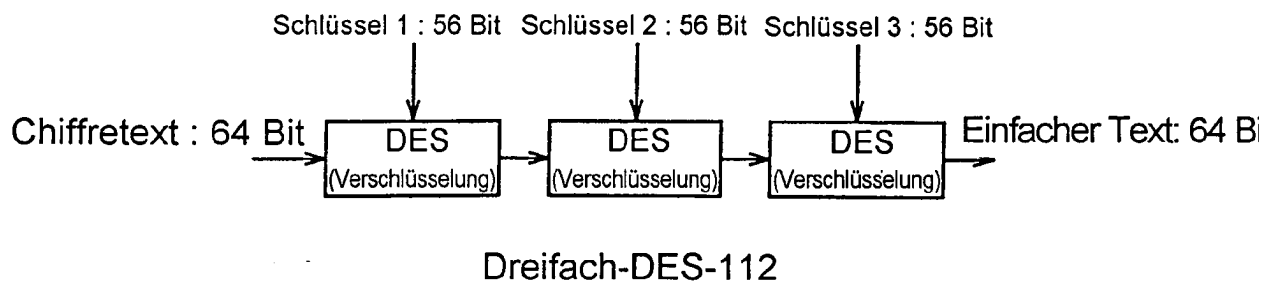 Schlüssel 1 : 56 Bit Schlüssel 2 : 56 Bit Schlüssel 3 : 56 Bit
Chiffretext : 64 Bit
DES
(Verschlüsselung)
DES
(Verschlüsselung)
DES
(Verschlüsselung)
Einfacher Text: 64 Bi
Dreifach-DES-112